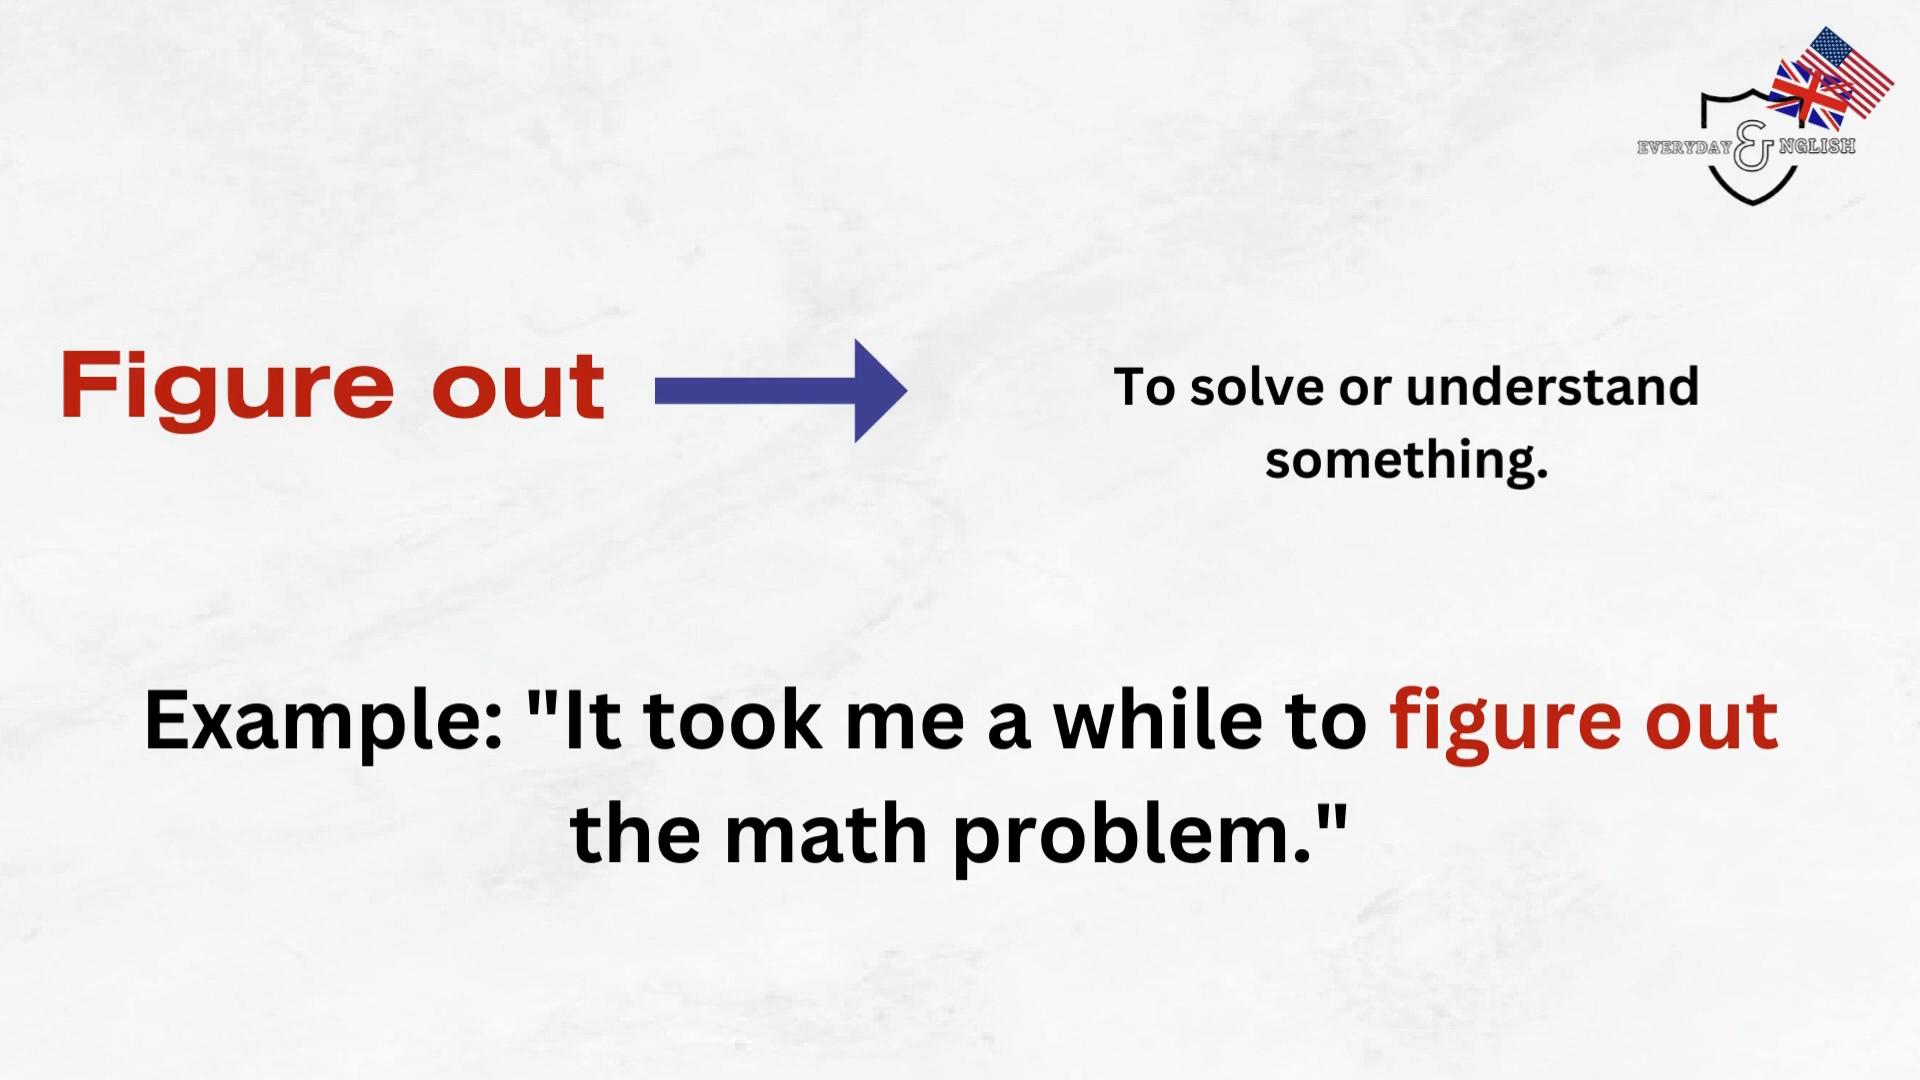 EVERYDAY & NGLISH
Figure out
To solve or understand
something.
Example: "It took me a while to figure out
the math problem."